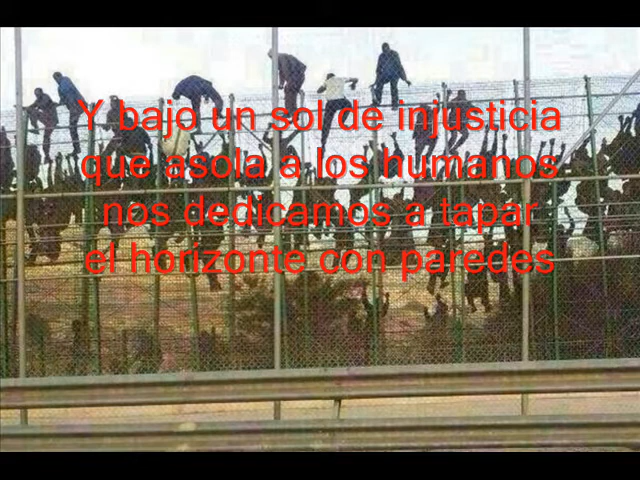 Y bajo un sol de injusticia
que asola a los humanos
nos dedicamos a tapar
el horizonte con paredes